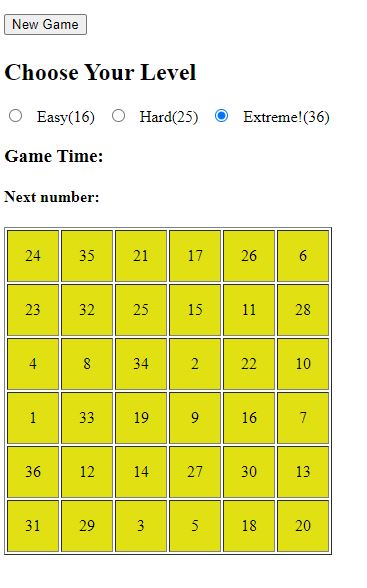 New Game
Choose Your Level
Easy(16) Hard(25) Extreme!(36)
Game Time:
Next number:
24 35 21 17 26 6
23 32 25 15 11 28
4 8 34 2 22 10
1 33 19 9 16 7
36 12 14 27 30 13
31 29 3 5 18 20